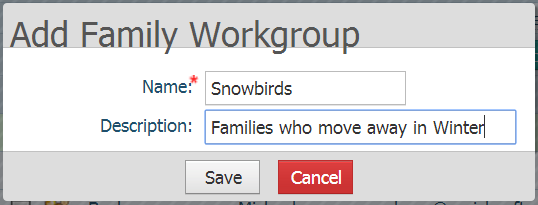 Add Family Workgroup
Name:* Snowbirds
Description: Families who move away in Winter
Save Cancel